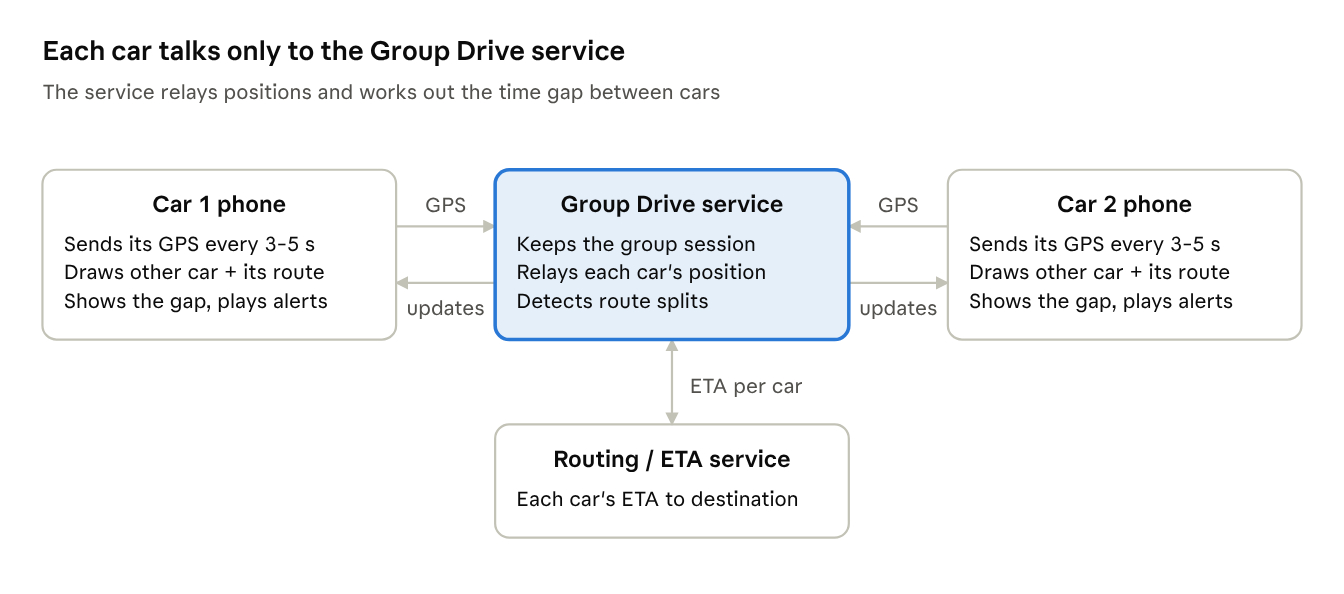 Each car talks only to the Group Drive service
The service relays positions and works out the time gap between cars
Car 1 phone
Sends its GPS every 3–5 s
Draws other car + its route
Shows the gap, plays alerts
GPS
updates
Group Drive service
Keeps the group session
Relays each car's position
Detects route splits
GPS
updates
Car 2 phone
Sends its GPS every 3–5 s
Draws other car + its route
Shows the gap, plays alerts
ETA per car
Routing / ETA service
Each car's ETA to destination